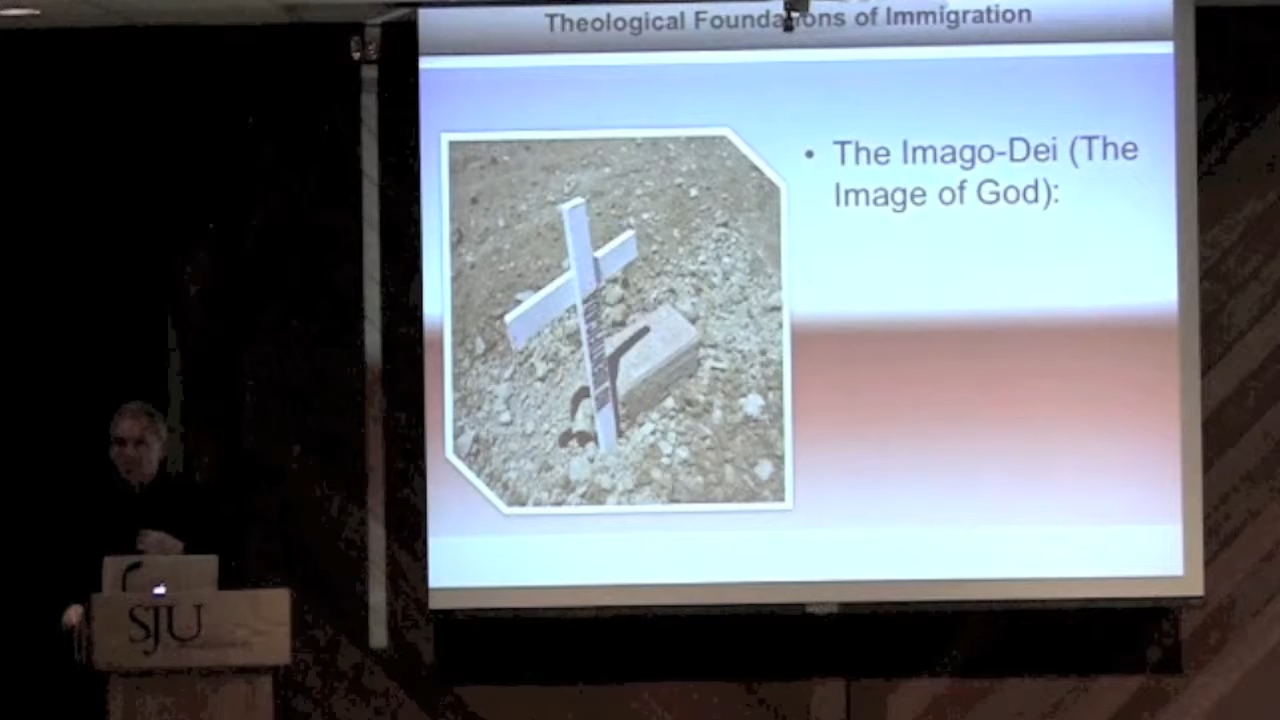 Theological Foundations of Immigration
• The Imago-Dei (The
Image of God):
SJU